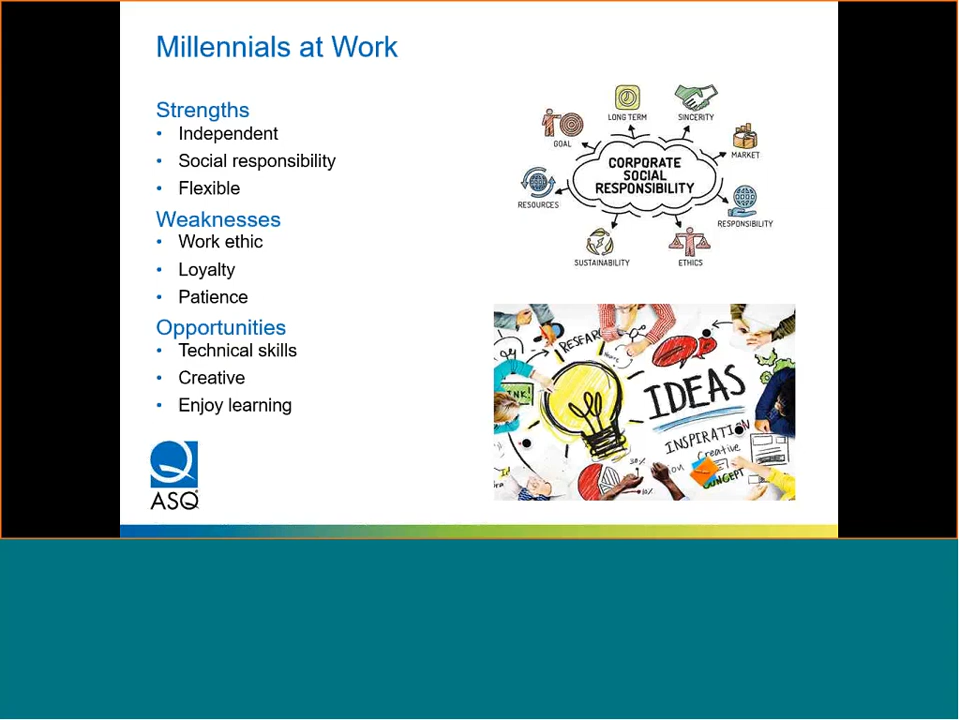 Millennials at Work
Strengths
• Independent
• Social responsibility
• Flexible
Weaknesses
• Work ethic
• Loyalty
• Patience
Opportunities
• Technical skills
• Creative
• Enjoy learning
ASQ
LONG TERM
SINCERITY
GOAL
MARKET
CORPORATE
SOCIAL
RESPONSIBILITY
RESOURCES
RESPONSIBILITY
SUSTAINABILITY
ETHICS
IDEAS
INSPIRATION
Creative
CONCEPT